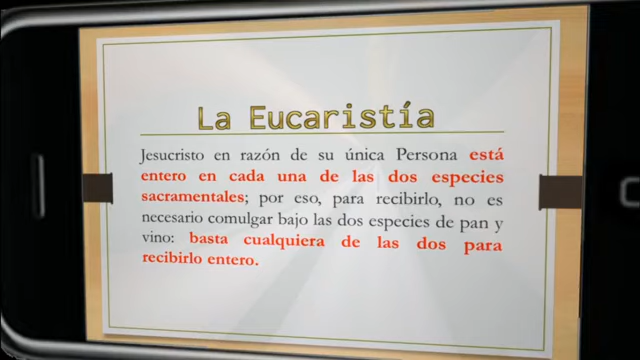 La Eucaristía
Jesucristo en razón de su única Persona está
entero en cada una de las dos especies
sacramentales; por eso, para recibirlo, no es
necesario comulgar bajo las dos especies de pan y
vino: basta cualquiera de las dos para
recibirlo entero.